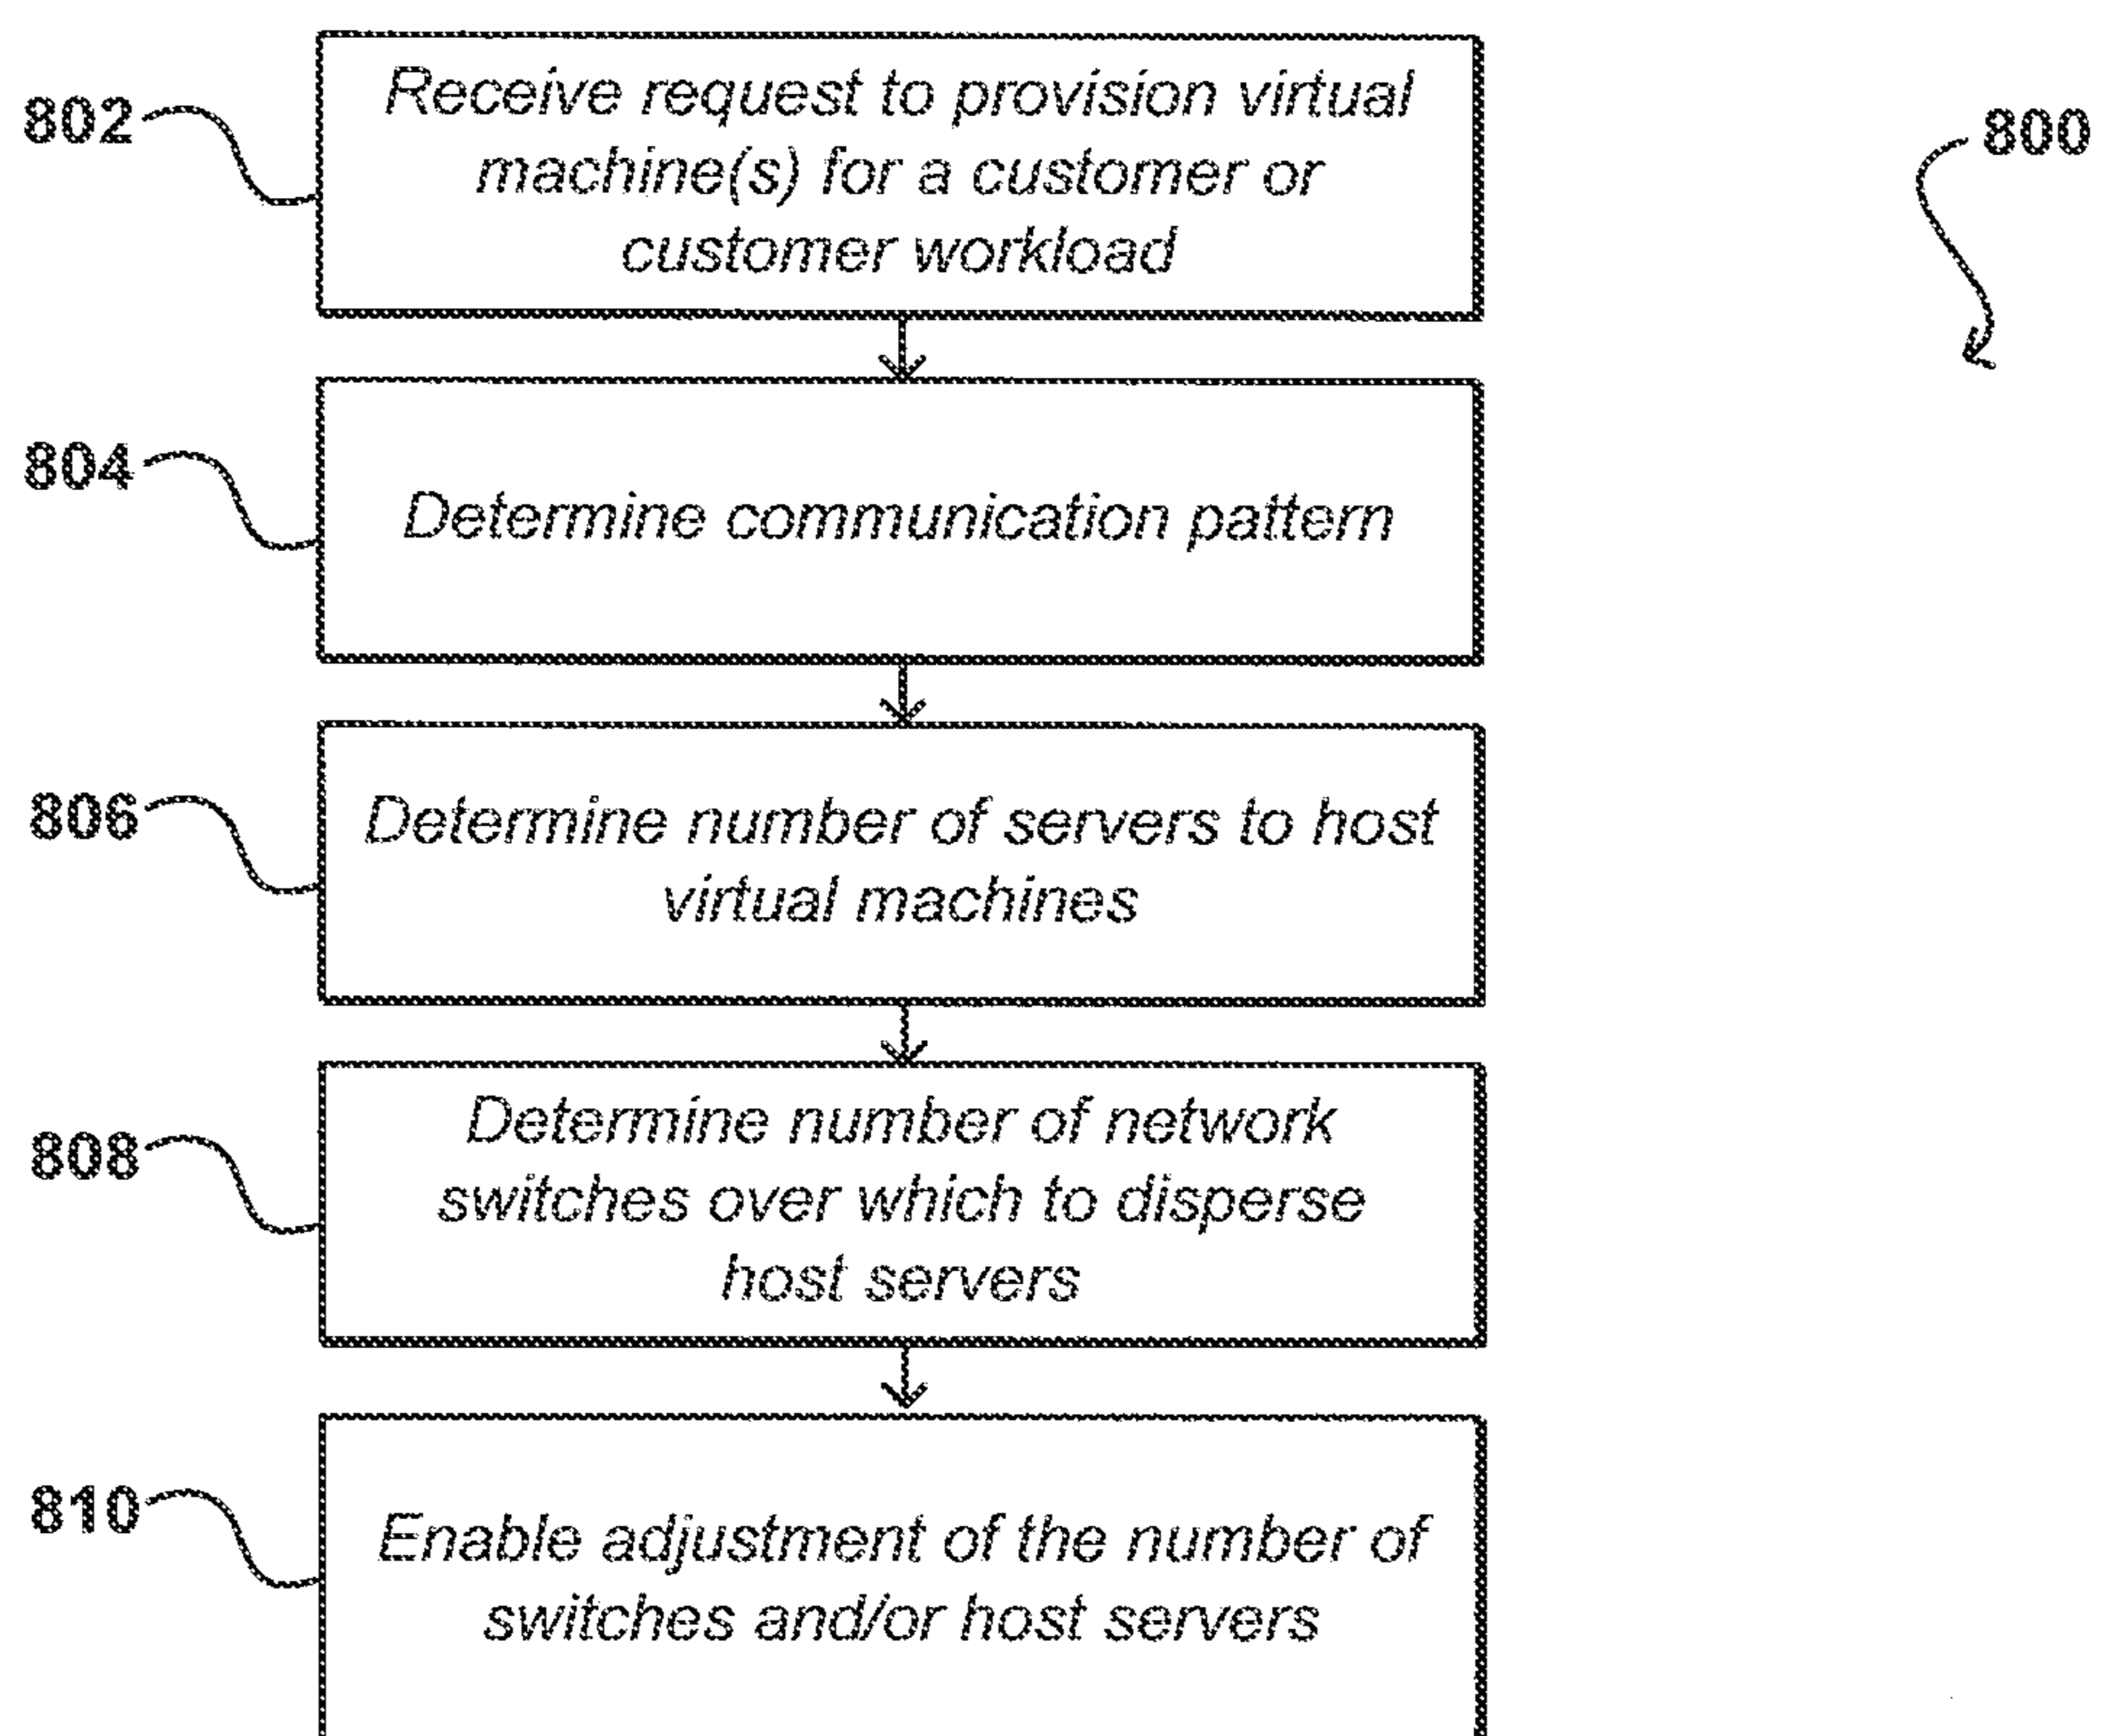 802
Receive request to provision virtual
machine(s) for a customer or
customer workload
800
804
Determine communication pattern
806
Determine number of servers to host
virtual machines
808
Determine number of network
switches over which to disperse
host servers
810
Enable adjustment of the number of
switches and/or host servers